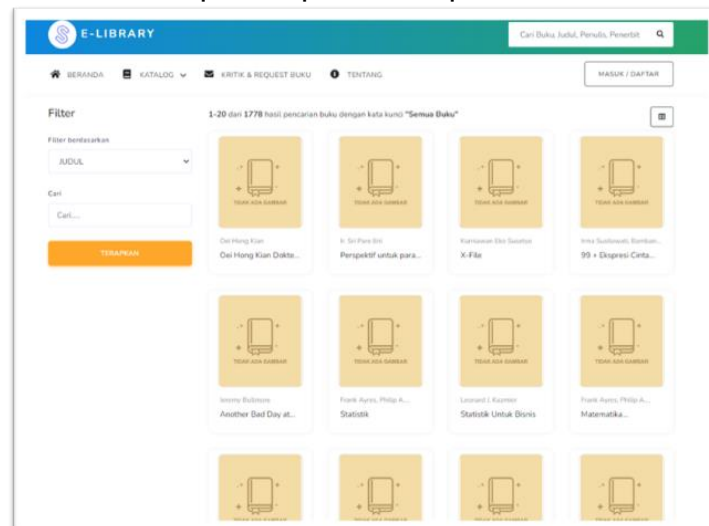 E-LIBRARY
Cari Buku, Judul, Penulis, Penerbit
BERANDA KATALOG KRITIK & REQUEST BUKU TENTANG MASUK / DAFTAR
Filter
1-20 dari 1778 hasil pencarian buku dengan kata kunci "Semua Buku"
Filter berdasarkan
JUDUL
Cari
Cari....
TERAPKAN
TIDAK ADA GAMBAR TIDAK ADA GAMBAR TIDAK ADA GAMBAR TIDAK ADA GAMBAR
Oei Hong Kian
Oei Hong Kian Dokte...
Perspektif untuk para...
X-File
99 + Ekspresi Cinta...
TIDAK ADA GAMBAR TIDAK ADA GAMBAR TIDAK ADA GAMBAR TIDAK ADA GAMBAR
Jeremy Bullmore Frank Ayres, Philip A.... Leonard J. Kazmier Frank Ayres, Philip A....
Another Bad Day at... Statistik Statistik Untuk Bisnis Matematika...